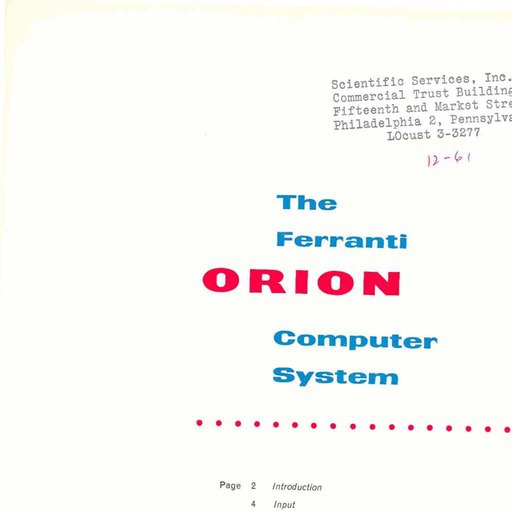 Scientific Services, Inc.
Commercial Trust Building
Fifteenth and Market Stre
Philadelphia 2, Pennsylva
LOcust 3-3277
12-61
The
Ferranti
ORION
Computer
System
Page 2 Introduction
4 Input